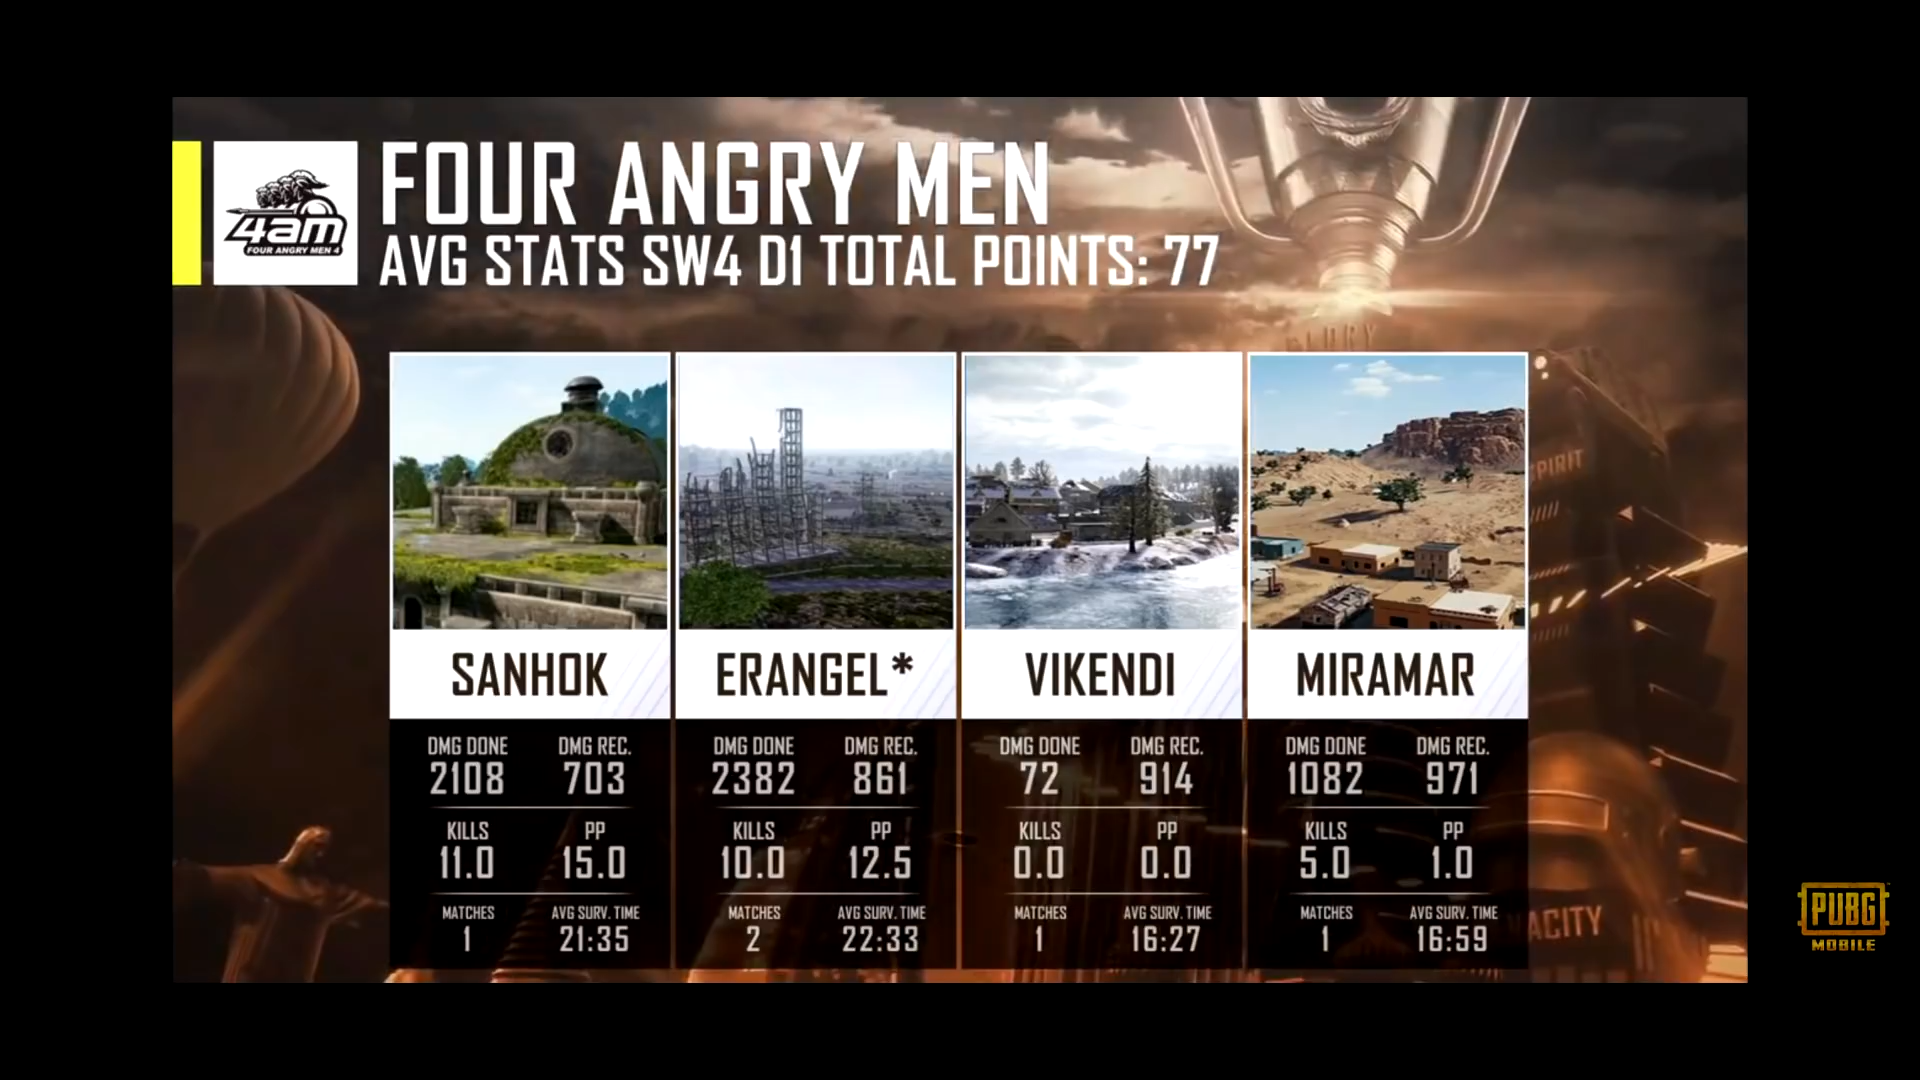 FOUR ANGRY MEN
4am
FOUR ANGRY MEN 4
AVG STATS SW4 D1 TOTAL POINTS: 77
SANHOK
DMG DONE DMG REC.
2108 703
KILLS PP
11.0 15.0
MATCHES AVG SURV. TIME
1 21:35
ERANGEL*
DMG DONE DMG REC.
2382 861
KILLS PP
10.0 12.5
MATCHES AVG SURV. TIME
2 22:33
VIKENDI
DMG DONE DMG REC.
72 914
KILLS PP
0.0 0.0
MATCHES AVG SURV. TIME
1 16:27
MIRAMAR
DMG DONE DMG REC.
1082 971
KILLS PP
5.0 1.0
MATCHES AVG SURV. TIME
1 16:59
SPIRIT
PUBG
MOBILE